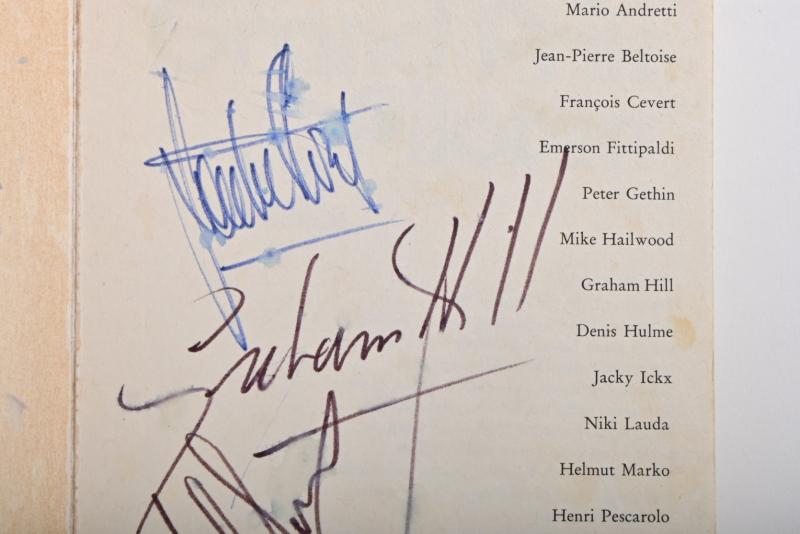 Mario Andretti
Jean-Pierre Beltoise
François Cevert
Emerson Fittipaldi
Peter Gethin
Mike Hailwood
Graham Hill
Denis Hulme
Jacky Ickx
Niki Lauda
Helmut Marko
Henri Pescarolo
Graham Hill